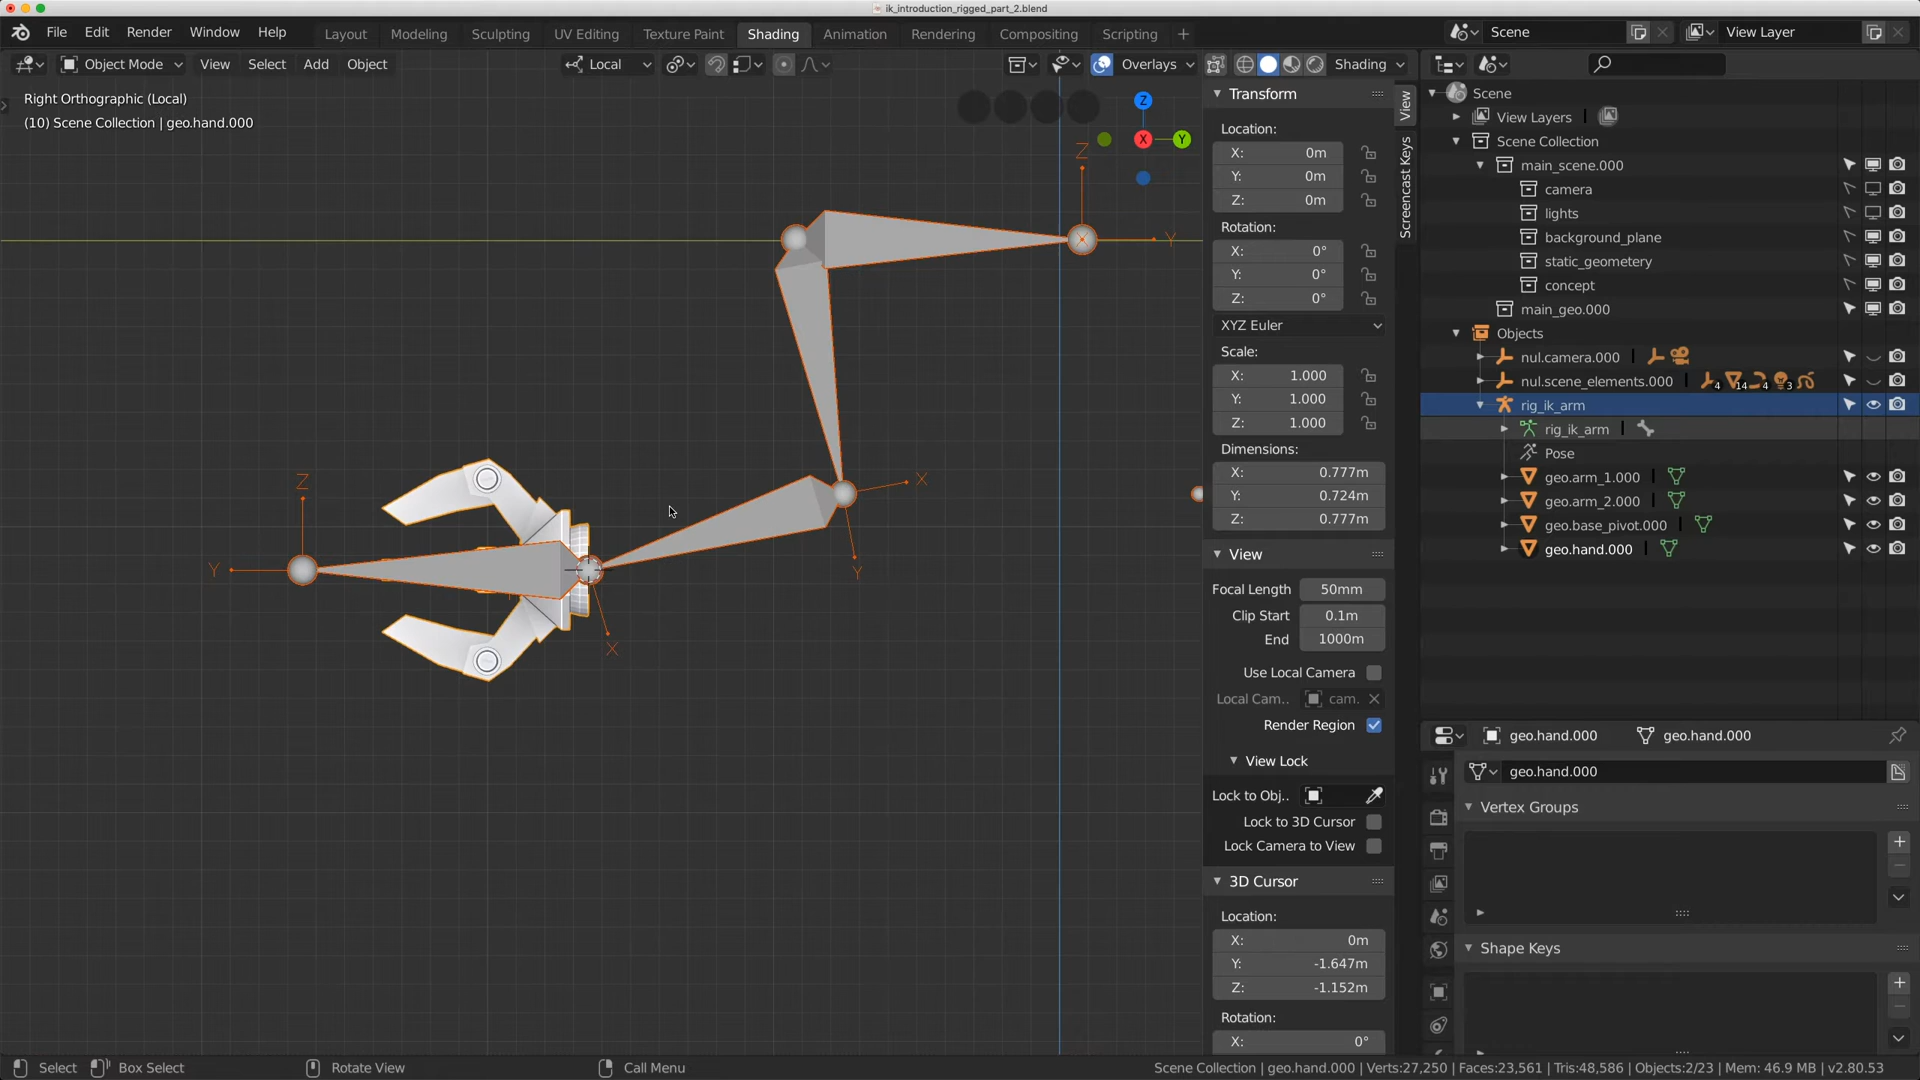 ik_introduction_rigged_part_2.blend
File Edit Render Window Help
Layout Modeling Sculpting UV Editing Texture Paint Shading Animation Rendering Compositing Scripting
Scene
View Layer
Object Mode
View Select Add Object
Local
Overlays
Shading
Right Orthographic (Local)
(10) Scene Collection | geo.hand.000
Z
X
Y
Z
Y
X
Y
Z
Y
X
Transform
Location:
X: 0m
Y: 0m
Z: 0m
Rotation:
X: 0°
Y: 0°
Z: 0°
XYZ Euler
Scale:
X: 1.000
Y: 1.000
Z: 1.000
Dimensions:
X: 0.777m
Y: 0.724m
Z: 0.777m
View
Focal Length 50mm
Clip Start 0.1m
End 1000m
Use Local Camera
Local Cam.. cam.
Render Region
View Lock
Lock to Obj..
Lock to 3D Cursor
Lock Camera to View
3D Cursor
Location:
X: 0m
Y: -1.647m
Z: -1.152m
Rotation:
X: 0°
View
Screencast Keys
Scene
View Layers
Scene Collection
main_scene.000
camera
lights
background_plane
static_geometery
concept
main_geo.000
Objects
nul.camera.000
nul.scene_elements.000 4 14 4 3
rig_ik_arm
rig_ik_arm
Pose
geo.arm_1.000
geo.arm_2.000
geo.base_pivot.000
geo.hand.000
geo.hand.000 geo.hand.000
geo.hand.000
Vertex Groups
Shape Keys
Select Box Select Rotate View Call Menu
Scene Collection | geo.hand.000 | Verts:27,250 | Faces:23,561 | Tris:48,586 | Objects:2/23 | Mem: 46.9 MB | v2.80.53